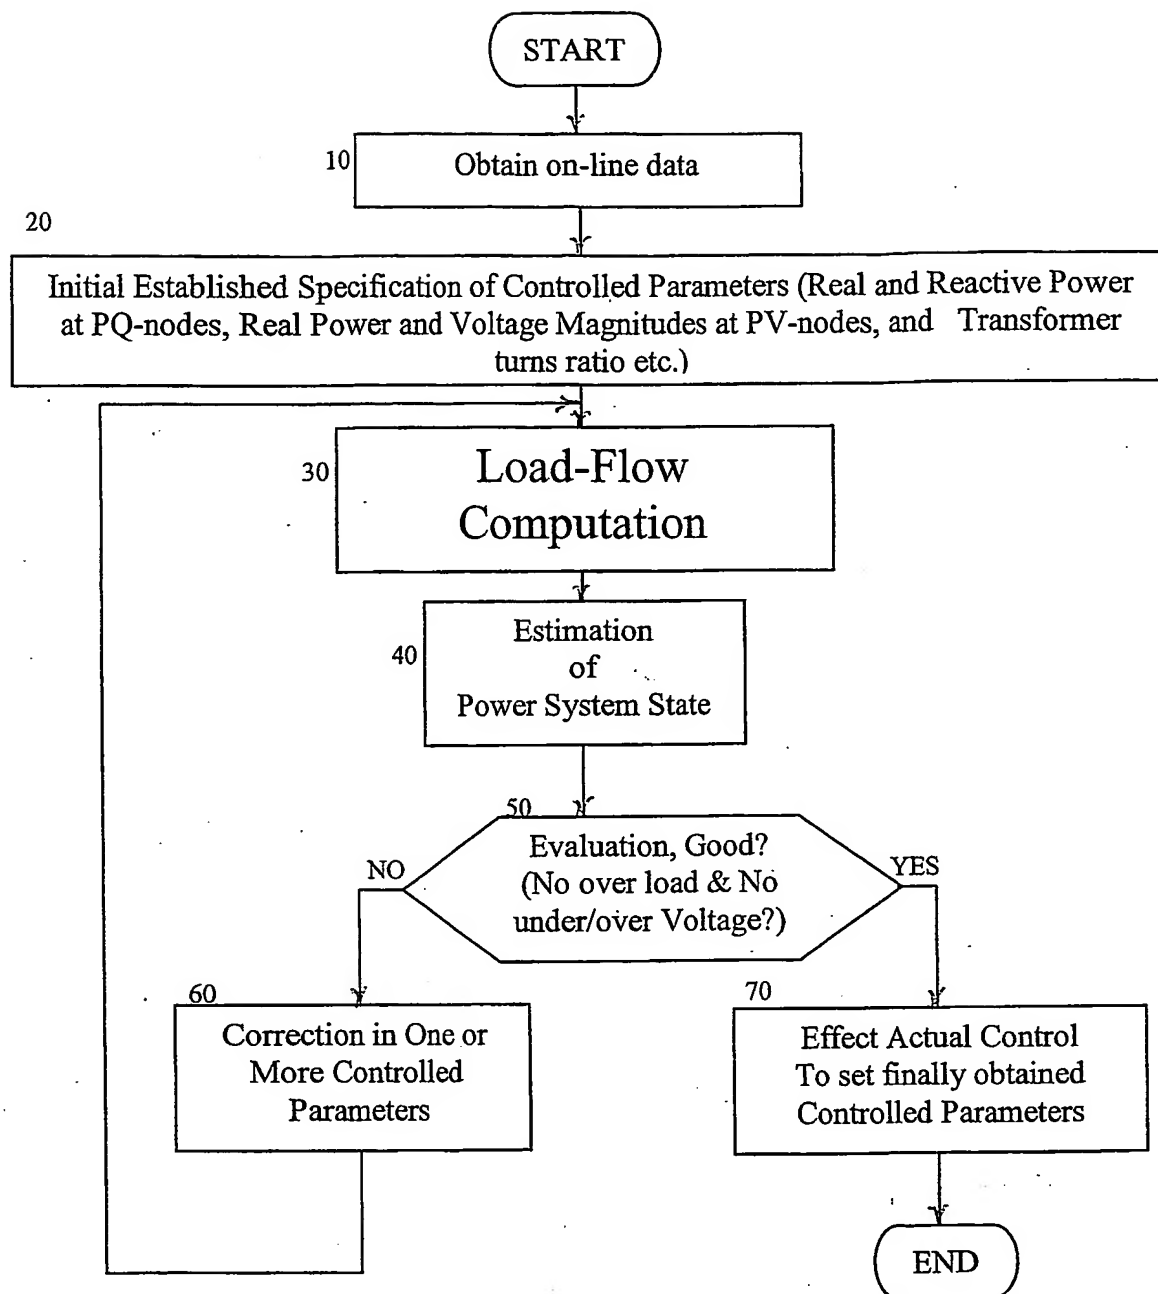 START
10
Obtain on-line data
20
Initial Established Specification of Controlled Parameters (Real and Reactive Power
at PQ-nodes, Real Power and Voltage Magnitudes at PV-nodes, and Transformer
turns ratio etc.)
30
Load-Flow
Computation
40
Estimation
of
Power System State
50
Evaluation, Good?
(No over load & No
under/over Voltage?)
NO
YES
60
Correction in One or
More Controlled
Parameters
70
Effect Actual Control
To set finally obtained
Controlled Parameters
END